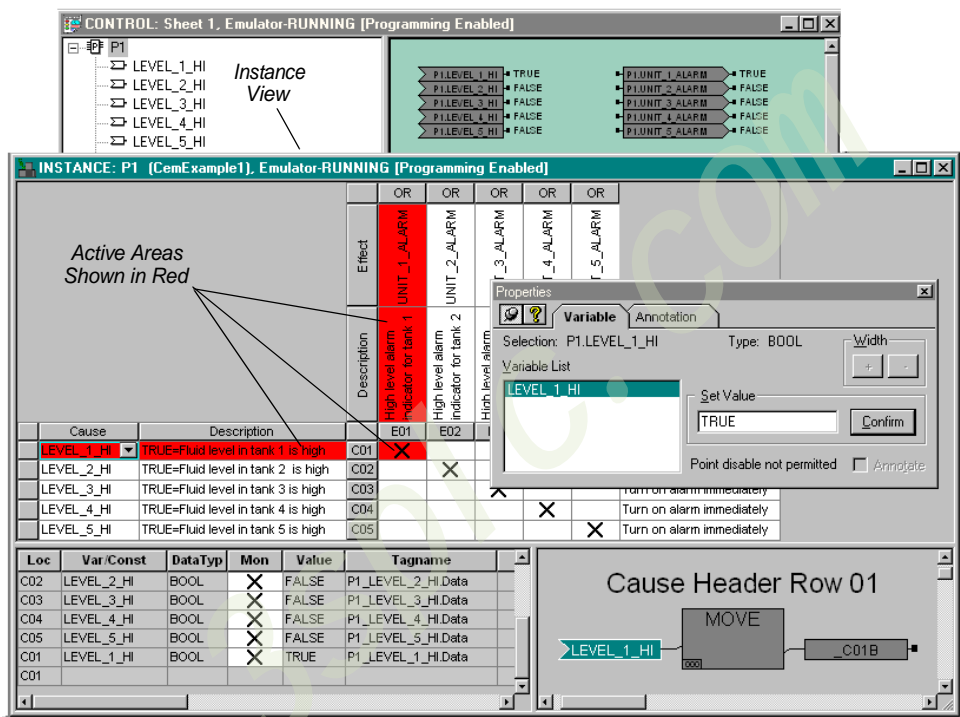 CONTROL: Sheet 1, Emulator-RUNNING [Programming Enabled]
P1
LEVEL_1_HI
LEVEL_2_HI
LEVEL_3_HI
LEVEL_4_HI
LEVEL_5_HI
Instance
View
P1.LEVEL_1_HI TRUE
P1.LEVEL_2_HI FALSE
P1.LEVEL_3_HI FALSE
P1.LEVEL_4_HI FALSE
P1.LEVEL_5_HI FALSE
P1.UNIT_1_ALARM TRUE
P1.UNIT_2_ALARM FALSE
P1.UNIT_3_ALARM FALSE
P1.UNIT_4_ALARM FALSE
P1.UNIT_5_ALARM FALSE
INSTANCE: P1 (CemExample1), Emulator-RUNNING [Programming Enabled]
OR OR OR OR OR
Active Areas
Shown in Red
Effect
UNIT_1_ALARM
UNIT_2_ALARM
T_3_ALARM
T_4_ALARM
T_5_ALARM
Description
High level alarm
indicator for tank 1
High level alarm
indicator for tank 2
High level alarm
E01 E02
Properties
Variable Annotation
Selection: P1.LEVEL_1_HI Type: BOOL
Width
+ -
Variable List
LEVEL_1_HI
Set Value
TRUE
Confirm
Point disable not permitted
Annotate
Cause Description
LEVEL_1_HI TRUE=Fluid level in tank 1 is high C01 X
LEVEL_2_HI TRUE=Fluid level in tank 2 is high C02 X
LEVEL_3_HI TRUE=Fluid level in tank 3 is high C03 X Turn on alarm immediately
LEVEL_4_HI TRUE=Fluid level in tank 4 is high C04 X Turn on alarm immediately
LEVEL_5_HI TRUE=Fluid level in tank 5 is high C05 X Turn on alarm immediately
Loc Var/Const DataTyp Mon Value Tagname
C02 LEVEL_2_HI BOOL X FALSE P1_LEVEL_2_HI.Data
C03 LEVEL_3_HI BOOL X FALSE P1_LEVEL_3_HI.Data
C04 LEVEL_4_HI BOOL X FALSE P1_LEVEL_4_HI.Data
C05 LEVEL_5_HI BOOL X FALSE P1_LEVEL_5_HI.Data
C01 LEVEL_1_HI BOOL X TRUE P1_LEVEL_1_HI.Data
C01
Cause Header Row 01
MOVE
LEVEL_1_HI
000
_C01B